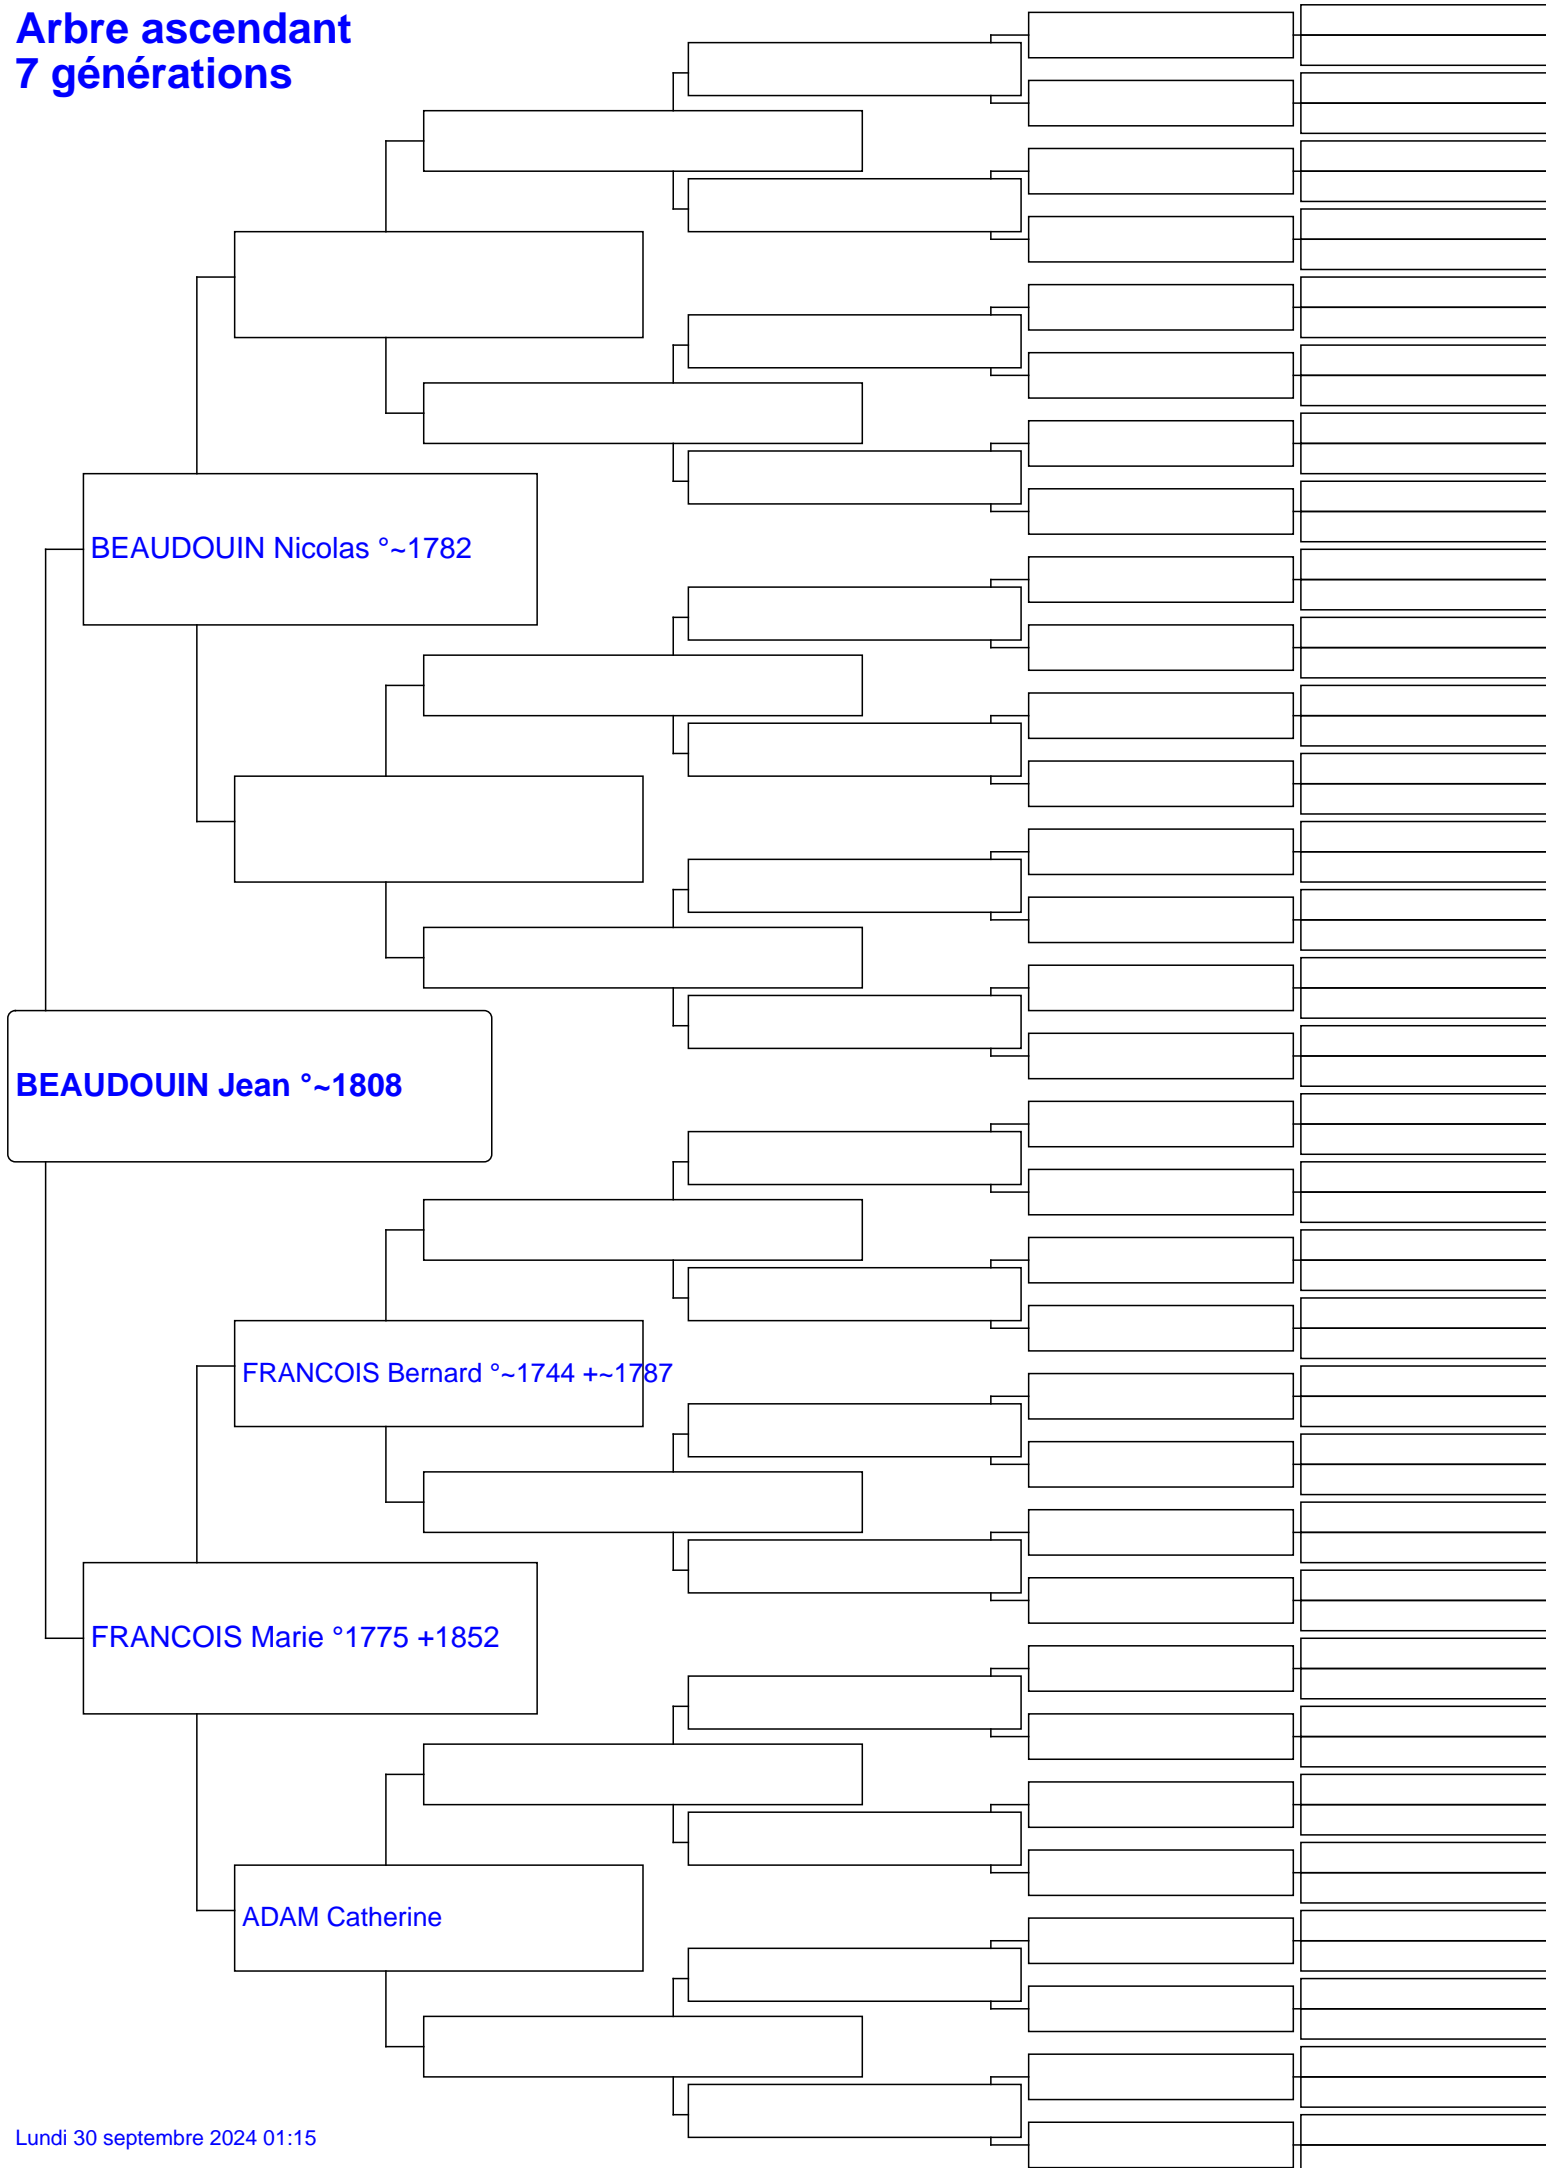 Arbre ascendant
7 générations
BEAUDOUIN Nicolas °~1782
BEAUDOUIN Jean °~1808
FRANCOIS Bernard °~1744 +~1787
FRANCOIS Marie °1775 +1852
ADAM Catherine
Lundi 30 septembre 2024 01:15